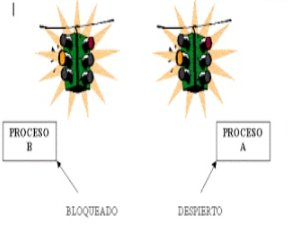 PROCESO
B
PROCESO
A
BLOQUEADO
DESPIERTO